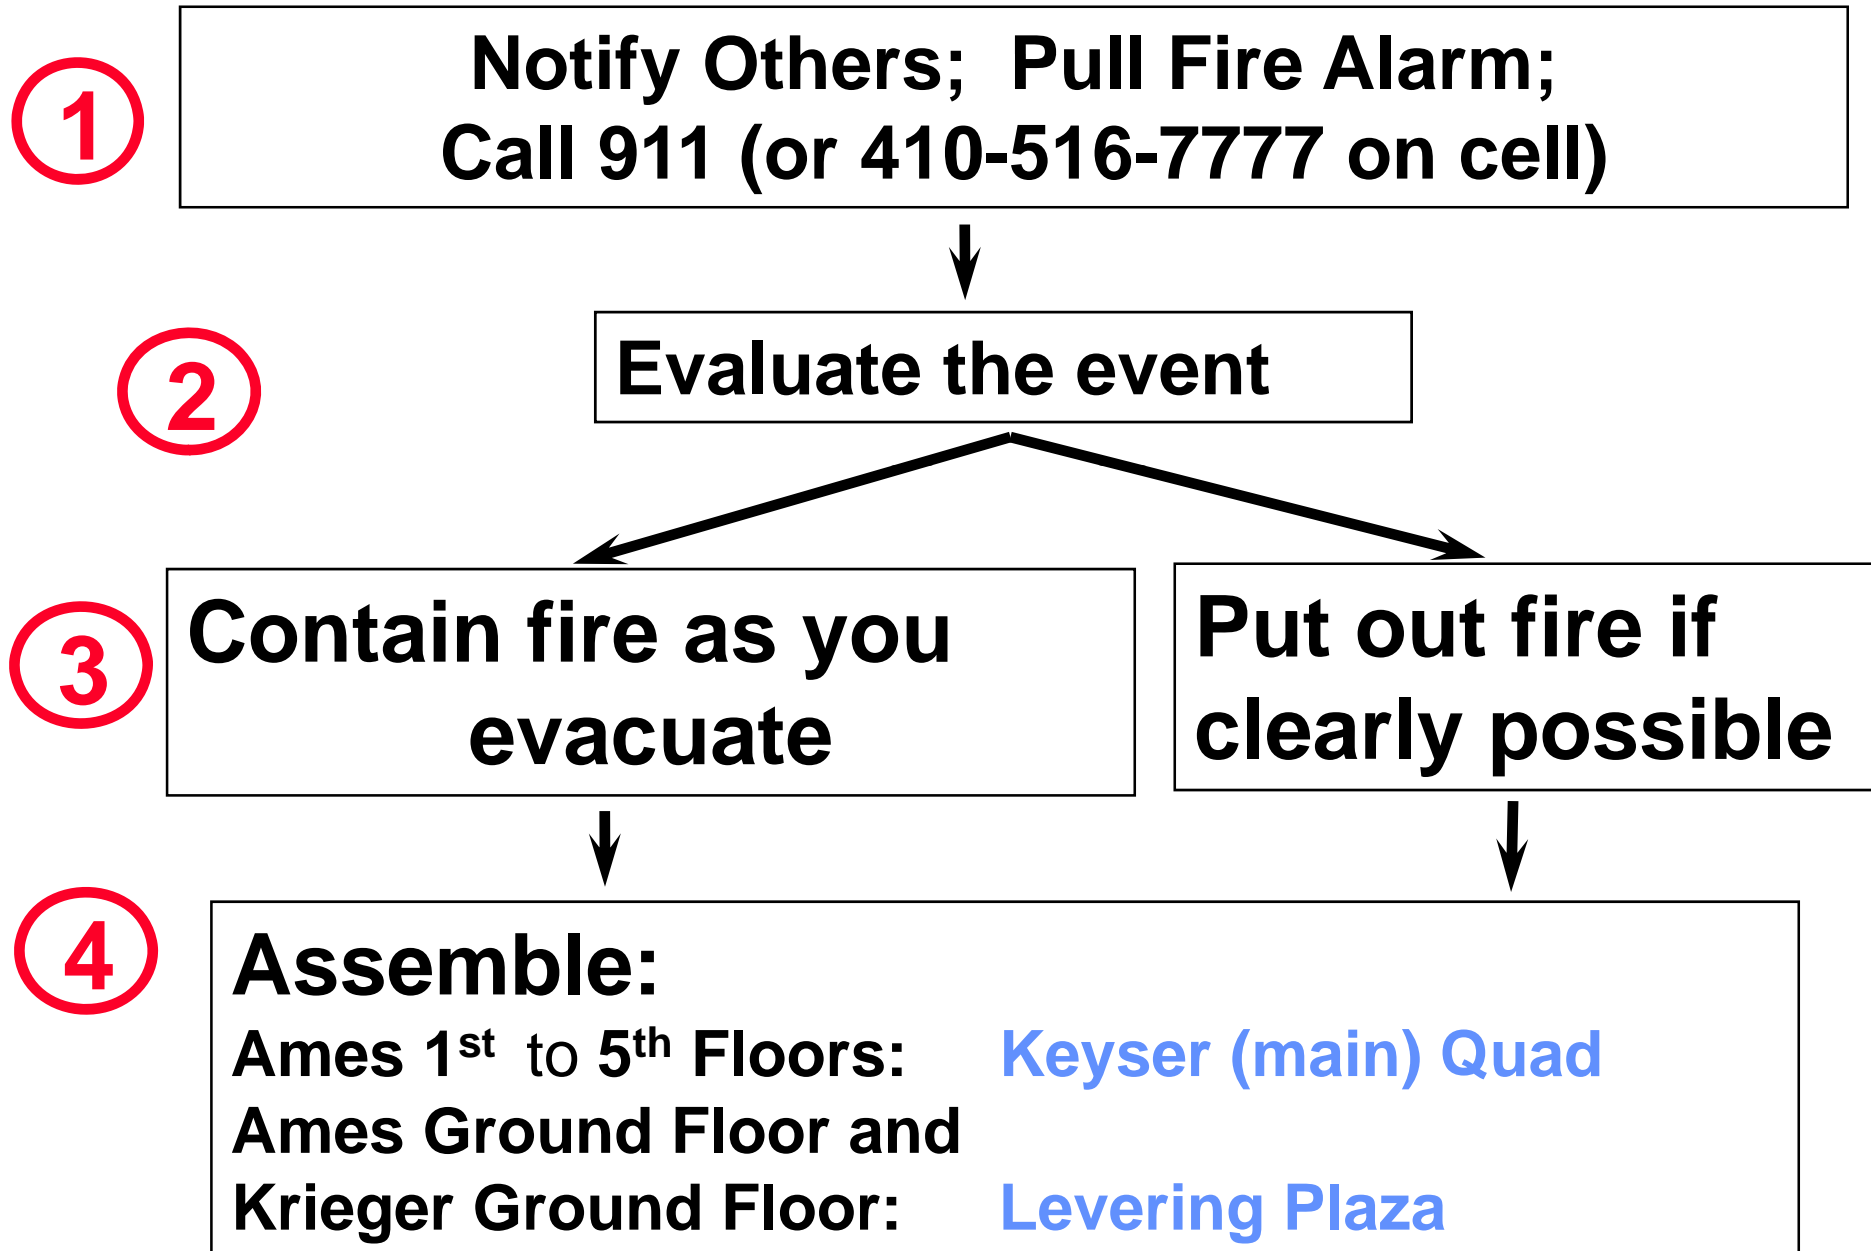 1
Notify Others; Pull Fire Alarm;
Call 911 (or 410-516-7777 on cell)
2
Evaluate the event
3
Contain fire as you
evacuate
Put out fire if
clearly possible
4
Assemble:
Ames 1st to 5th Floors: Keyser (main) Quad
Ames Ground Floor and
Krieger Ground Floor: Levering Plaza